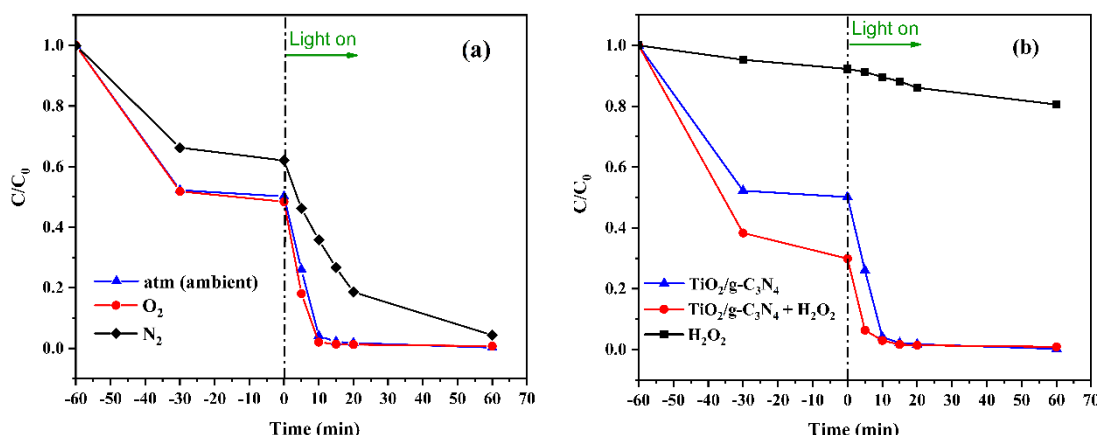 Light on
(a)
1.0
0.8
0.6
0.4
0.2
0.0
C/C₀
atm (ambient)
O₂
N₂
-60 -50 -40 -30 -20 -10 0 10 20 30 40 50 60 70
Time (min)
Light on
(b)
1.0
0.8
0.6
0.4
0.2
0.0
C/C₀
TiO₂/g-C₃N₄
TiO₂/g-C₃N₄ + H₂O₂
H₂O₂
-60 -50 -40 -30 -20 -10 0 10 20 30 40 50 60 70
Time (min)